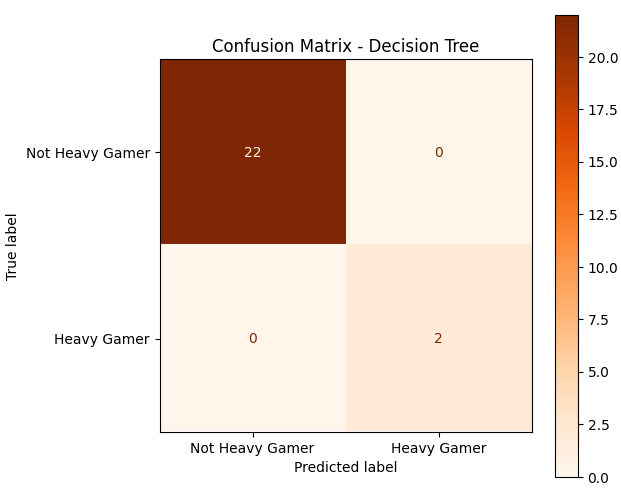 Confusion Matrix - Decision Tree
True label
Not Heavy Gamer
22
0
Heavy Gamer
0
2
Not Heavy Gamer
Heavy Gamer
Predicted label
20.0
17.5
15.0
12.5
10.0
7.5
5.0
2.5
0.0